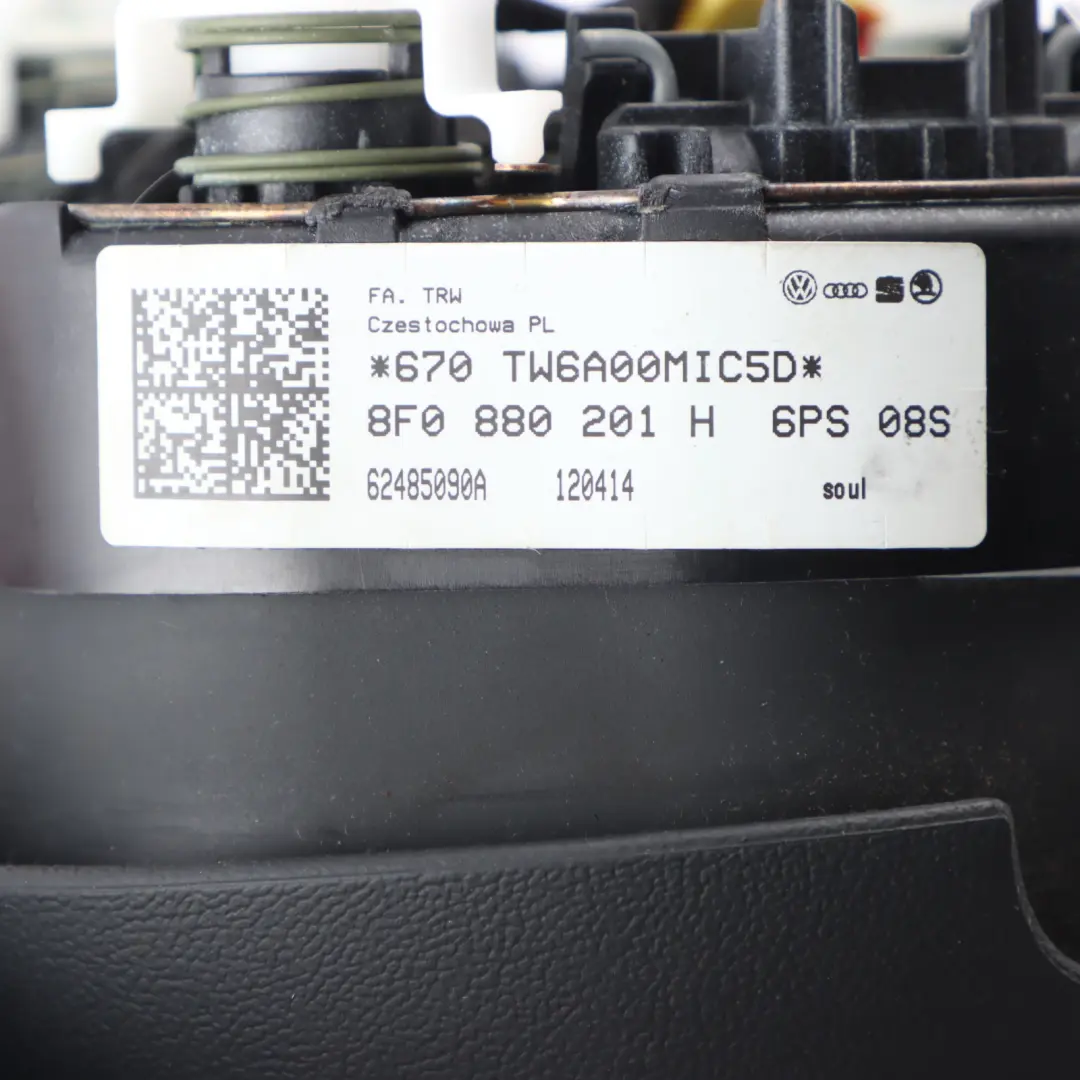 FA. TRW
Czestochowa PL
*670 TW6A00MIC5D*
8F0 880 201 H 6PS 08S
62485090A 120414 soul